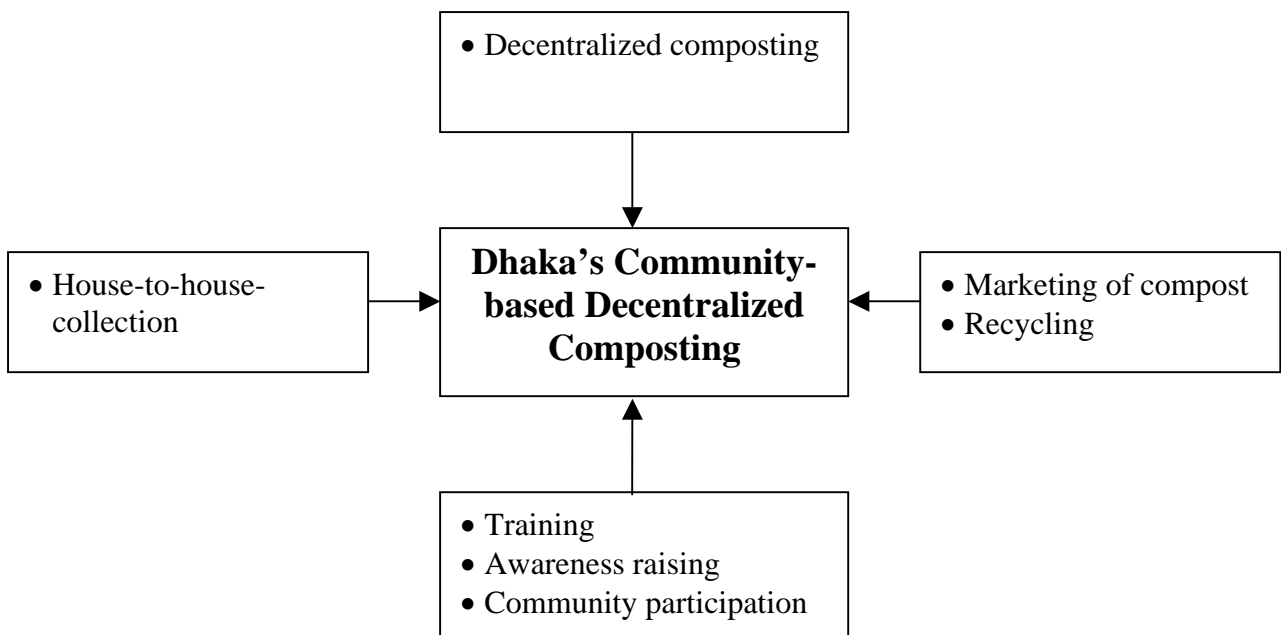 • Decentralized composting
Dhaka’s Community-
based Decentralized
Composting
• House-to-house-
collection
• Marketing of compost
• Recycling
• Training
• Awareness raising
• Community participation